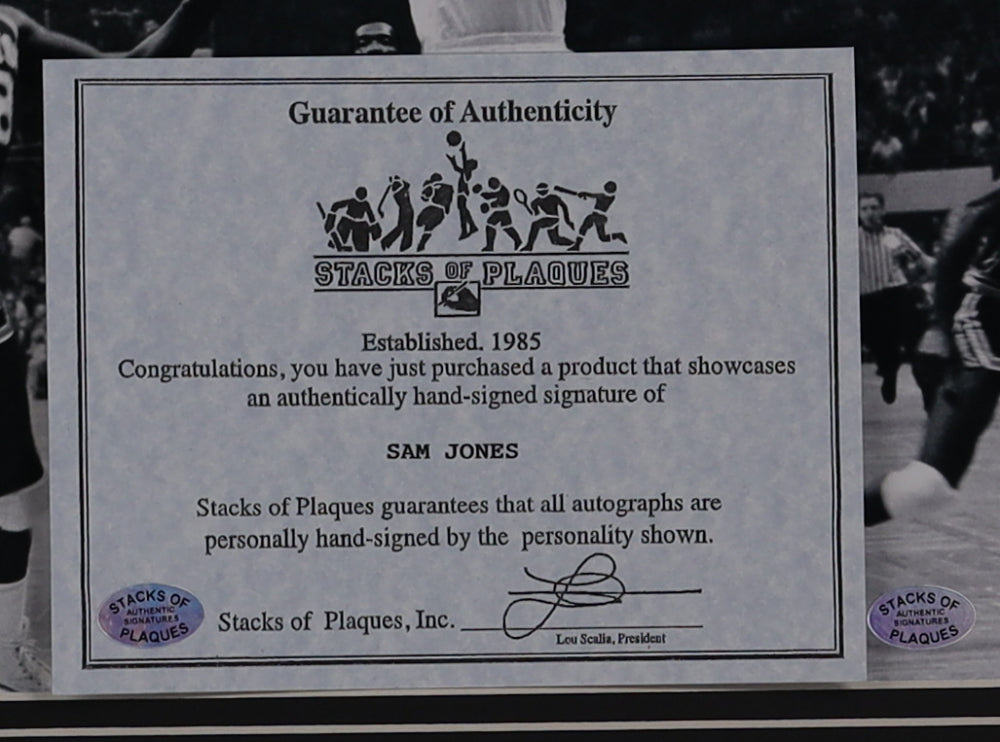 Guarantee of Authenticity
STACKS OF PLAQUES
Established. 1985
Congratulations, you have just purchased a product that showcases
an authentically hand-signed signature of
SAM JONES
Stacks of Plaques guarantees that all autographs are
personally hand-signed by the personality shown.
STACKS OF
AUTHENTIC
SIGNATURES
PLAQUES
Stacks of Plaques, Inc.
Lou Scalia, President
STACKS OF
AUTHENTIC
SIGNATURES
PLAQUES